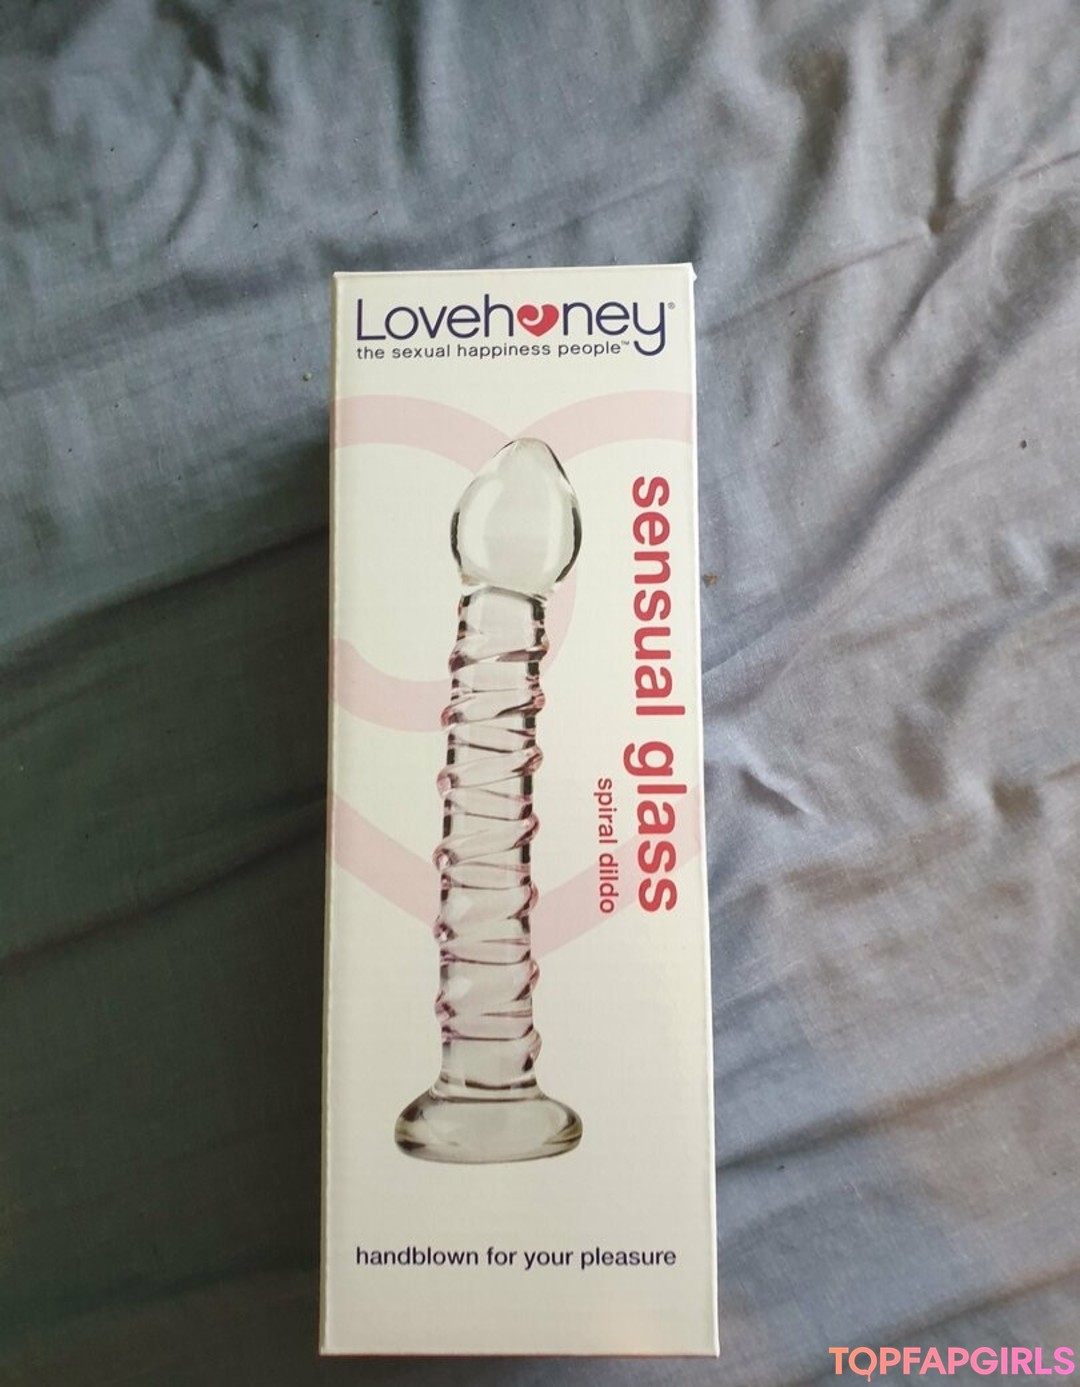 Lovehoney®
the sexual happiness people™
sensual glass
spiral dildo
handblown for your pleasure
TOPFAPGIRLS